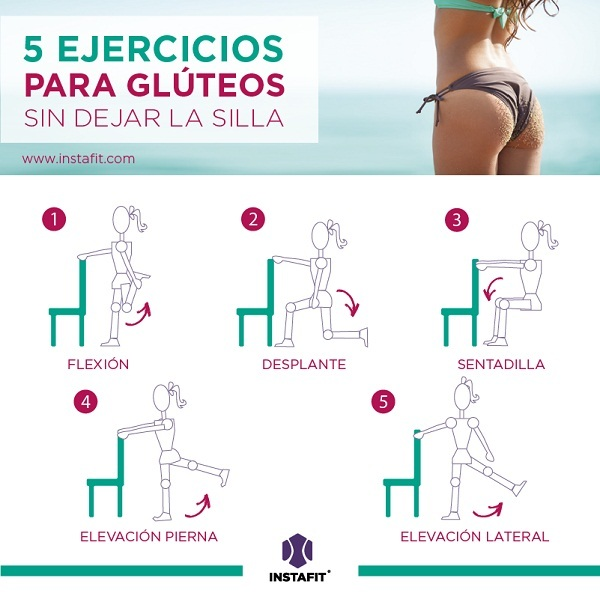 5 EJERCICIOS
PARA GLÚTEOS
SIN DEJAR LA SILLA
www.instafit.com
1
2
3
FLEXIÓN
DESPLANTE
SENTADILLA
4
5
ELEVACIÓN PIERNA
ELEVACIÓN LATERAL
INSTAFIT®